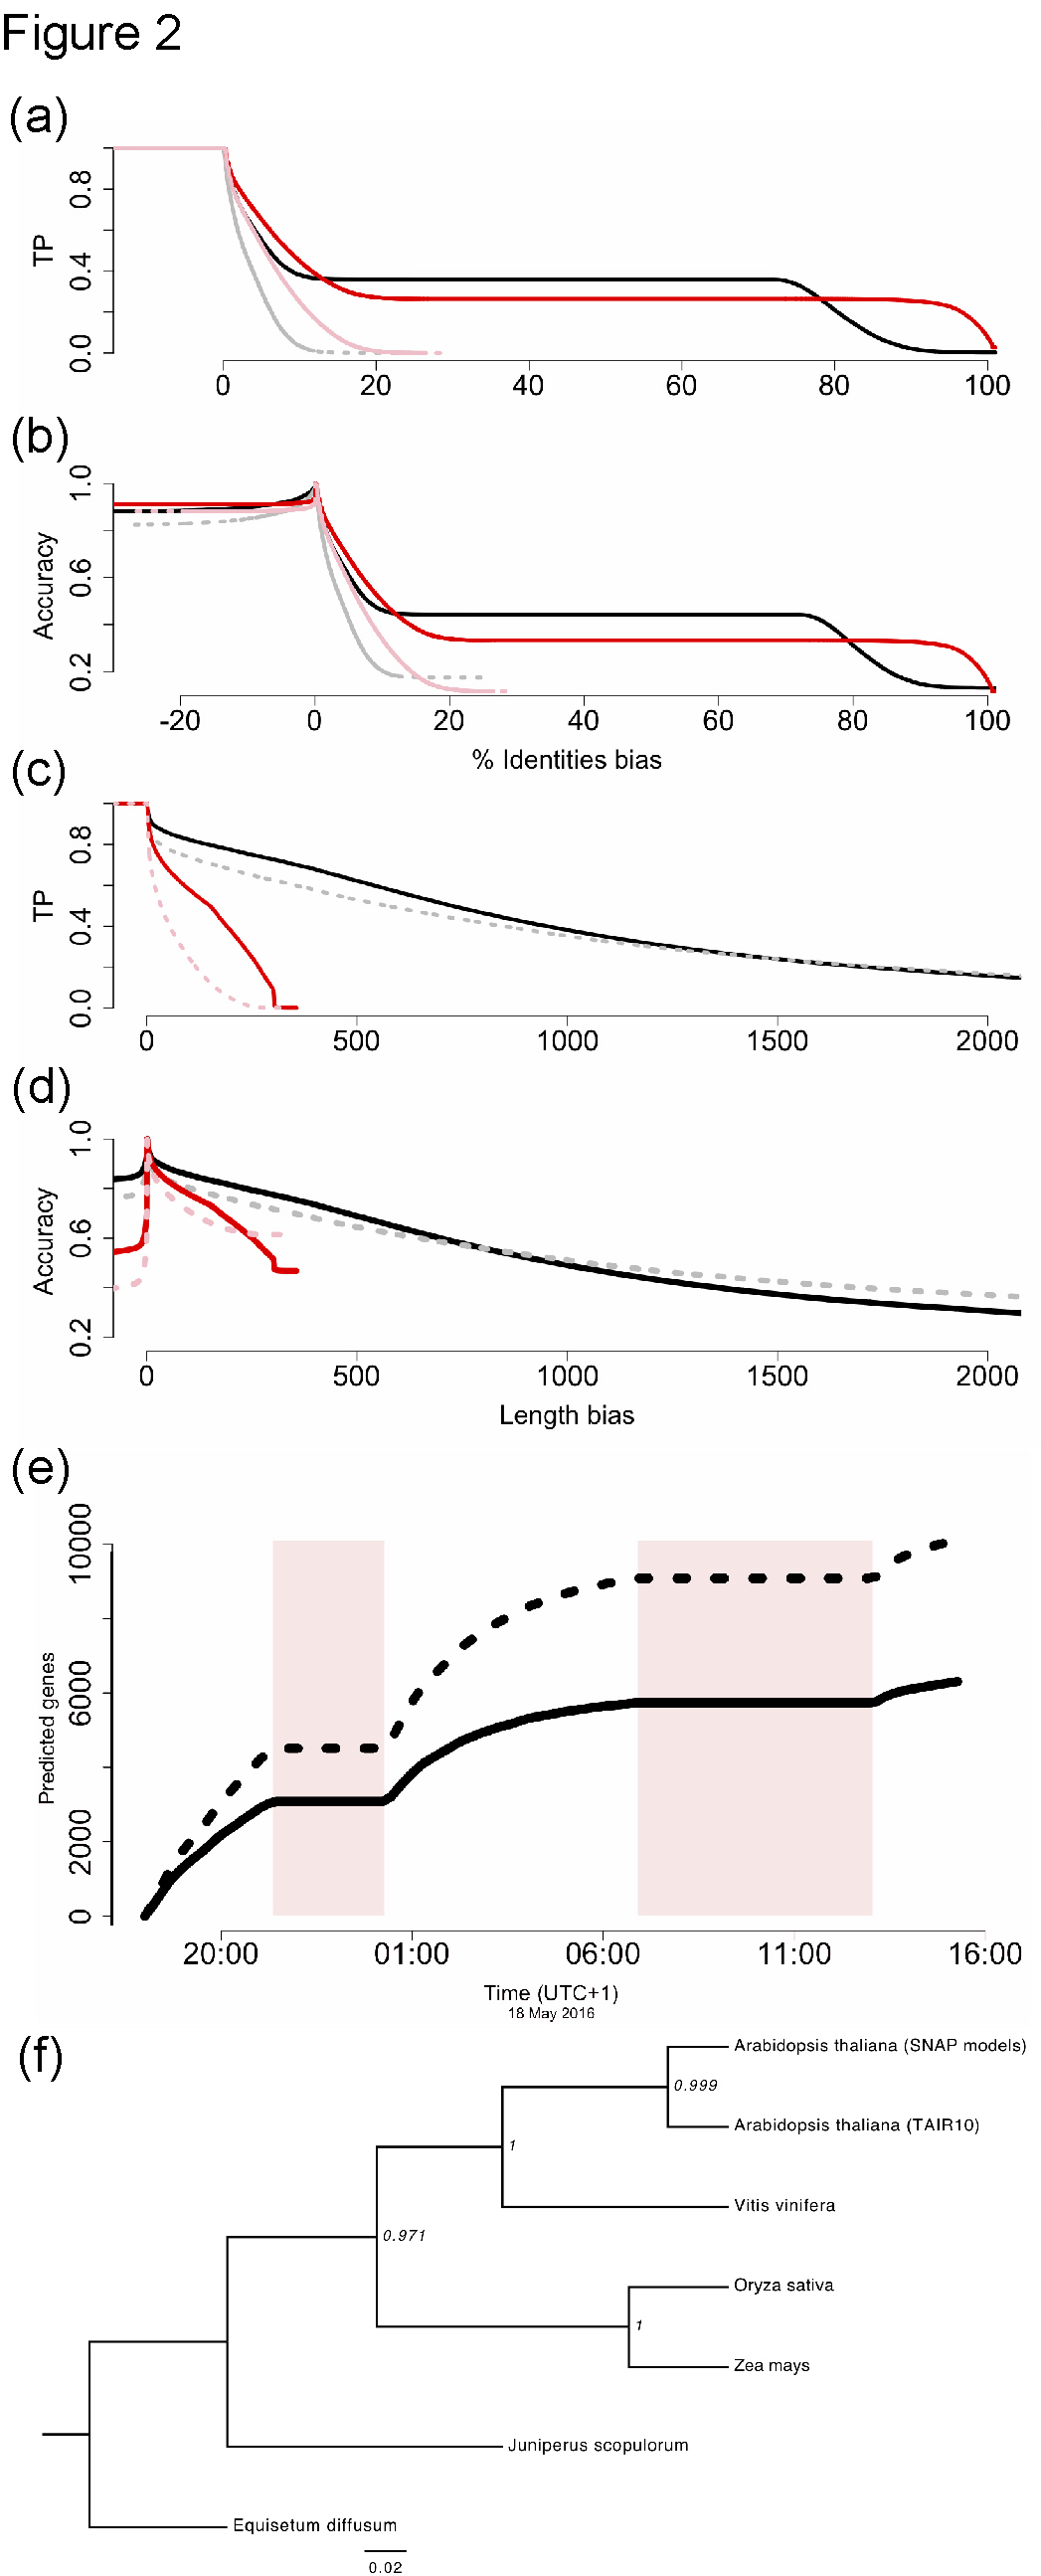 Figure 2
(a)
TP
0.8
0.4
0.0
0 20 40 60 80 100
(b)
Accuracy
1.0
0.6
0.2
-20 0 20 40 60 80 100
% Identities bias
(c)
TP
0.8
0.4
0.0
0 500 1000 1500 2000
(d)
Accuracy
1.0
0.6
0.2
0 500 1000 1500 2000
Length bias
(e)
Predicted genes
10000
6000
2000
0
20:00 01:00 06:00 11:00 16:00
Time (UTC+1)
18 May 2016
(f)
Arabidopsis thaliana (SNAP models)
0.999
Arabidopsis thaliana (TAIR10)
1
Vitis vinifera
0.971
Oryza sativa
1
Zea mays
Juniperus scopulorum
Equisetum diffusum
0.02